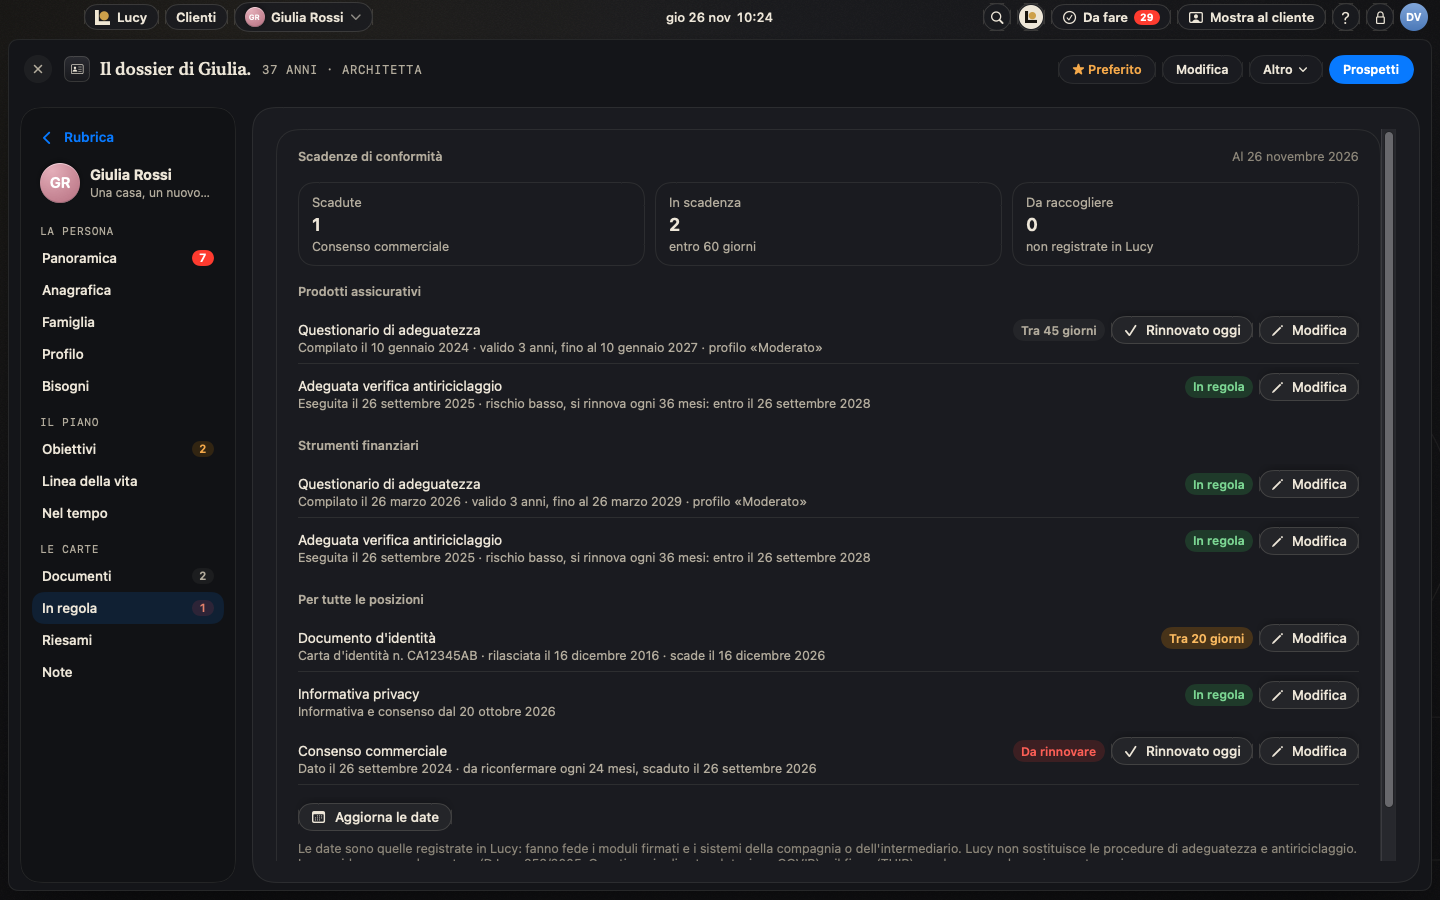 Lucy
Clienti
GR Giulia Rossi
gio 26 nov 10:24
Da fare 29
Mostra al cliente
?
DV
Il dossier di Giulia. 37 ANNI · ARCHITETTA
Preferito
Modifica
Altro
Prospetti
Rubrica
GR
Giulia Rossi
Una casa, un nuovo...
LA PERSONA
Panoramica 7
Anagrafica
Famiglia
Profilo
Bisogni
IL PIANO
Obiettivi 2
Linea della vita
Nel tempo
LE CARTE
Documenti 2
In regola 1
Riesami
Note
Scadenze di conformità
Al 26 novembre 2026
Scadute
1
Consenso commerciale
In scadenza
2
entro 60 giorni
Da raccogliere
0
non registrate in Lucy
Prodotti assicurativi
Questionario di adeguatezza
Compilato il 10 gennaio 2024 · valido 3 anni, fino al 10 gennaio 2027 · profilo «Moderato»
Tra 45 giorni
Rinnovato oggi
Modifica
Adeguata verifica antiriciclaggio
Eseguita il 26 settembre 2025 · rischio basso, si rinnova ogni 36 mesi: entro il 26 settembre 2028
In regola
Modifica
Strumenti finanziari
Questionario di adeguatezza
Compilato il 26 marzo 2026 · valido 3 anni, fino al 26 marzo 2029 · profilo «Moderato»
In regola
Modifica
Adeguata verifica antiriciclaggio
Eseguita il 26 settembre 2025 · rischio basso, si rinnova ogni 36 mesi: entro il 26 settembre 2028
In regola
Modifica
Per tutte le posizioni
Documento d'identità
Carta d'identità n. CA12345AB · rilasciata il 16 dicembre 2016 · scade il 16 dicembre 2026
Tra 20 giorni
Modifica
Informativa privacy
Informativa e consenso dal 20 ottobre 2026
In regola
Modifica
Consenso commerciale
Dato il 26 settembre 2024 · da riconfermare ogni 24 mesi, scaduto il 26 settembre 2026
Da rinnovare
Rinnovato oggi
Modifica
Aggiorna le date
Le date sono quelle registrate in Lucy: fanno fede i moduli firmati e i sistemi della compagnia o dell'intermediario. Lucy non sostituisce le procedure di adeguatezza e antiriciclaggio.